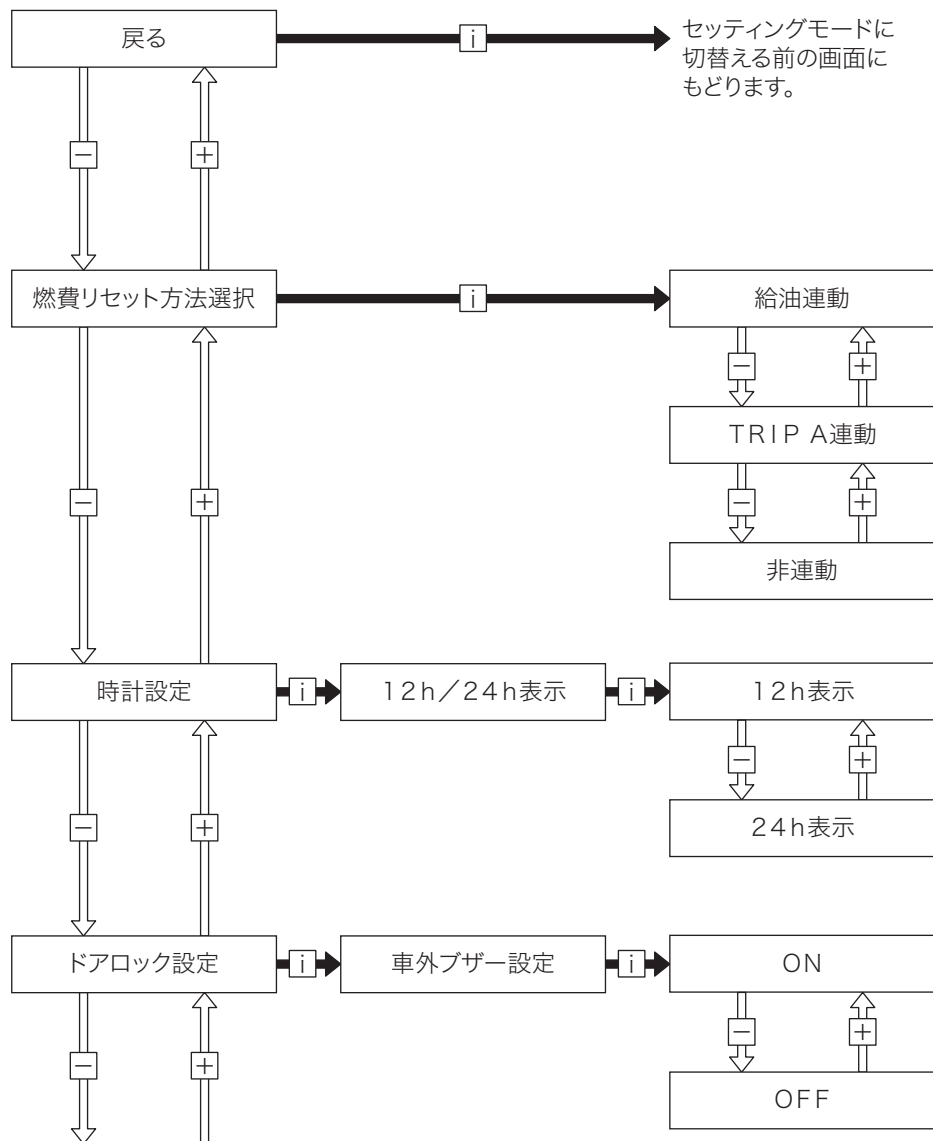 戻る
i
セッティングモードに
切替える前の画面に
もどります。
－
＋
燃費リセット方法選択
i
給油連動
－
＋
TRIP A連動
－
＋
－
＋
非連動
時計設定
i
12h／24h表示
i
12h表示
－
＋
24h表示
－
＋
ドアロック設定
i
車外ブザー設定
i
ON
－
＋
－
＋
OFF